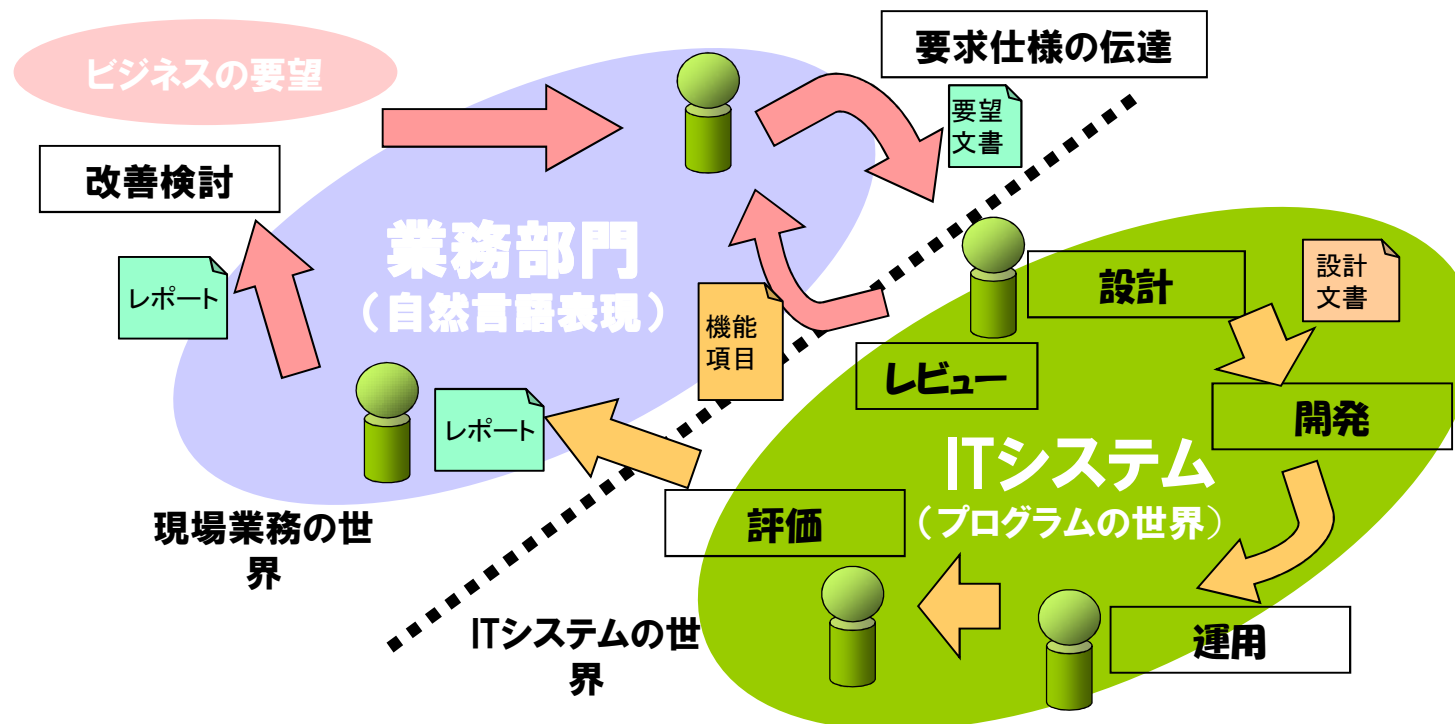 ビジネスの要望
要求仕様の伝達
要望
文書
改善検討
業務部門
（自然言語表現）
レポート
設計
設計
文書
機能
項目
レビュー
開発
レポート
ITシステム
（プログラムの世界）
評価
現場業務の世
界
ITシステムの世
界
運用